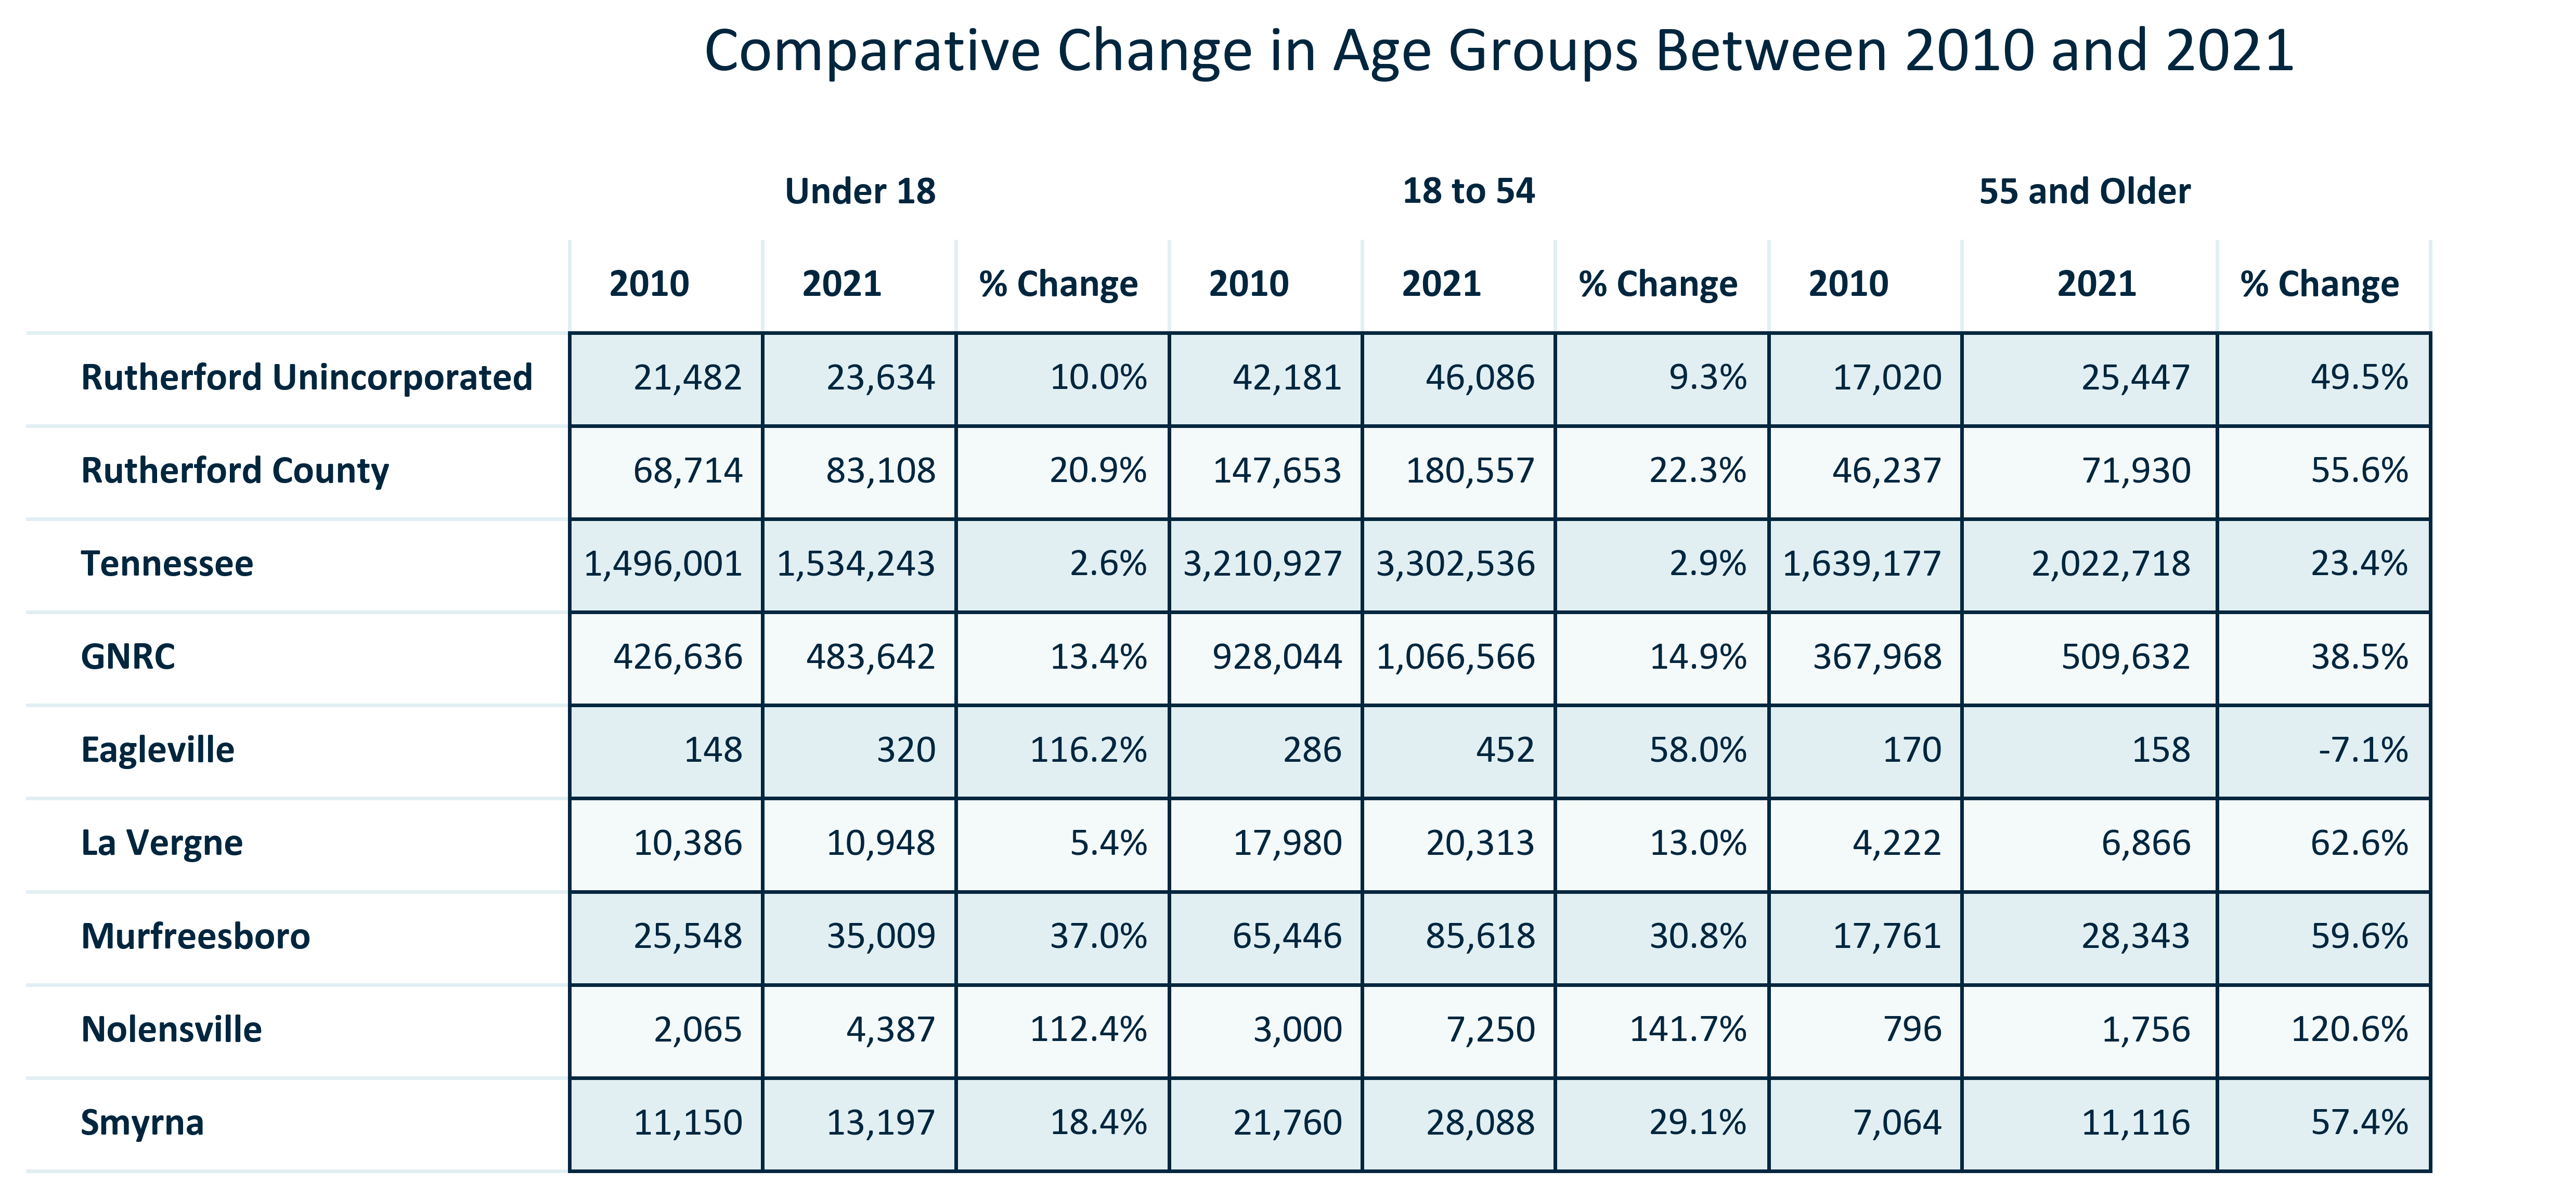 Comparative Change in Age Groups Between 2010 and 2021
Under 18 18 to 54 55 and Older
2010 2021 % Change 2010 2021 % Change 2010 2021 % Change
Rutherford Unincorporated 21,482 23,634 10.0% 42,181 46,086 9.3% 17,020 25,447 49.5%
Rutherford County 68,714 83,108 20.9% 147,653 180,557 22.3% 46,237 71,930 55.6%
Tennessee 1,496,001 1,534,243 2.6% 3,210,927 3,302,536 2.9% 1,639,177 2,022,718 23.4%
GNRC 426,636 483,642 13.4% 928,044 1,066,566 14.9% 367,968 509,632 38.5%
Eagleville 148 320 116.2% 286 452 58.0% 170 158 -7.1%
La Vergne 10,386 10,948 5.4% 17,980 20,313 13.0% 4,222 6,866 62.6%
Murfreesboro 25,548 35,009 37.0% 65,446 85,618 30.8% 17,761 28,343 59.6%
Nolensville 2,065 4,387 112.4% 3,000 7,250 141.7% 796 1,756 120.6%
Smyrna 11,150 13,197 18.4% 21,760 28,088 29.1% 7,064 11,116 57.4%